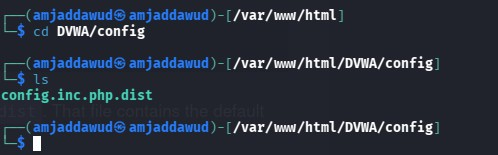 ┌──(amjaddawud㉿amjaddawud)-[/var/www/html]
└─$ cd DVWA/config
┌──(amjaddawud㉿amjaddawud)-[/var/www/html/DVWA/config]
└─$ ls
config.inc.php.dist
dist . That file contains the default
┌──(amjaddawud㉿amjaddawud)-[/var/www/html/DVWA/config]
└─$